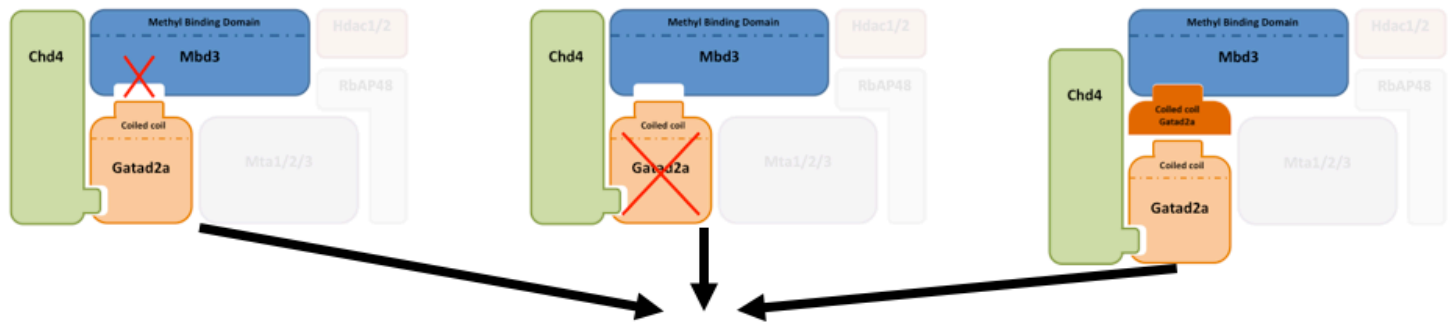 Methyl Binding Domain
Hdac1/2
Chd4
Mbd3
RbAP48
Coiled coil
Mta1/2/3
Gatad2a
Methyl Binding Domain
Hdac1/2
Chd4
Mbd3
RbAP48
Coiled coil
Mta1/2/3
Gatad2a
Methyl Binding Domain
Hdac1/2
Mbd3
Chd4
RbAP48
Coiled coil
Gatad2a
Coiled coil
Mta1/2/3
Gatad2a